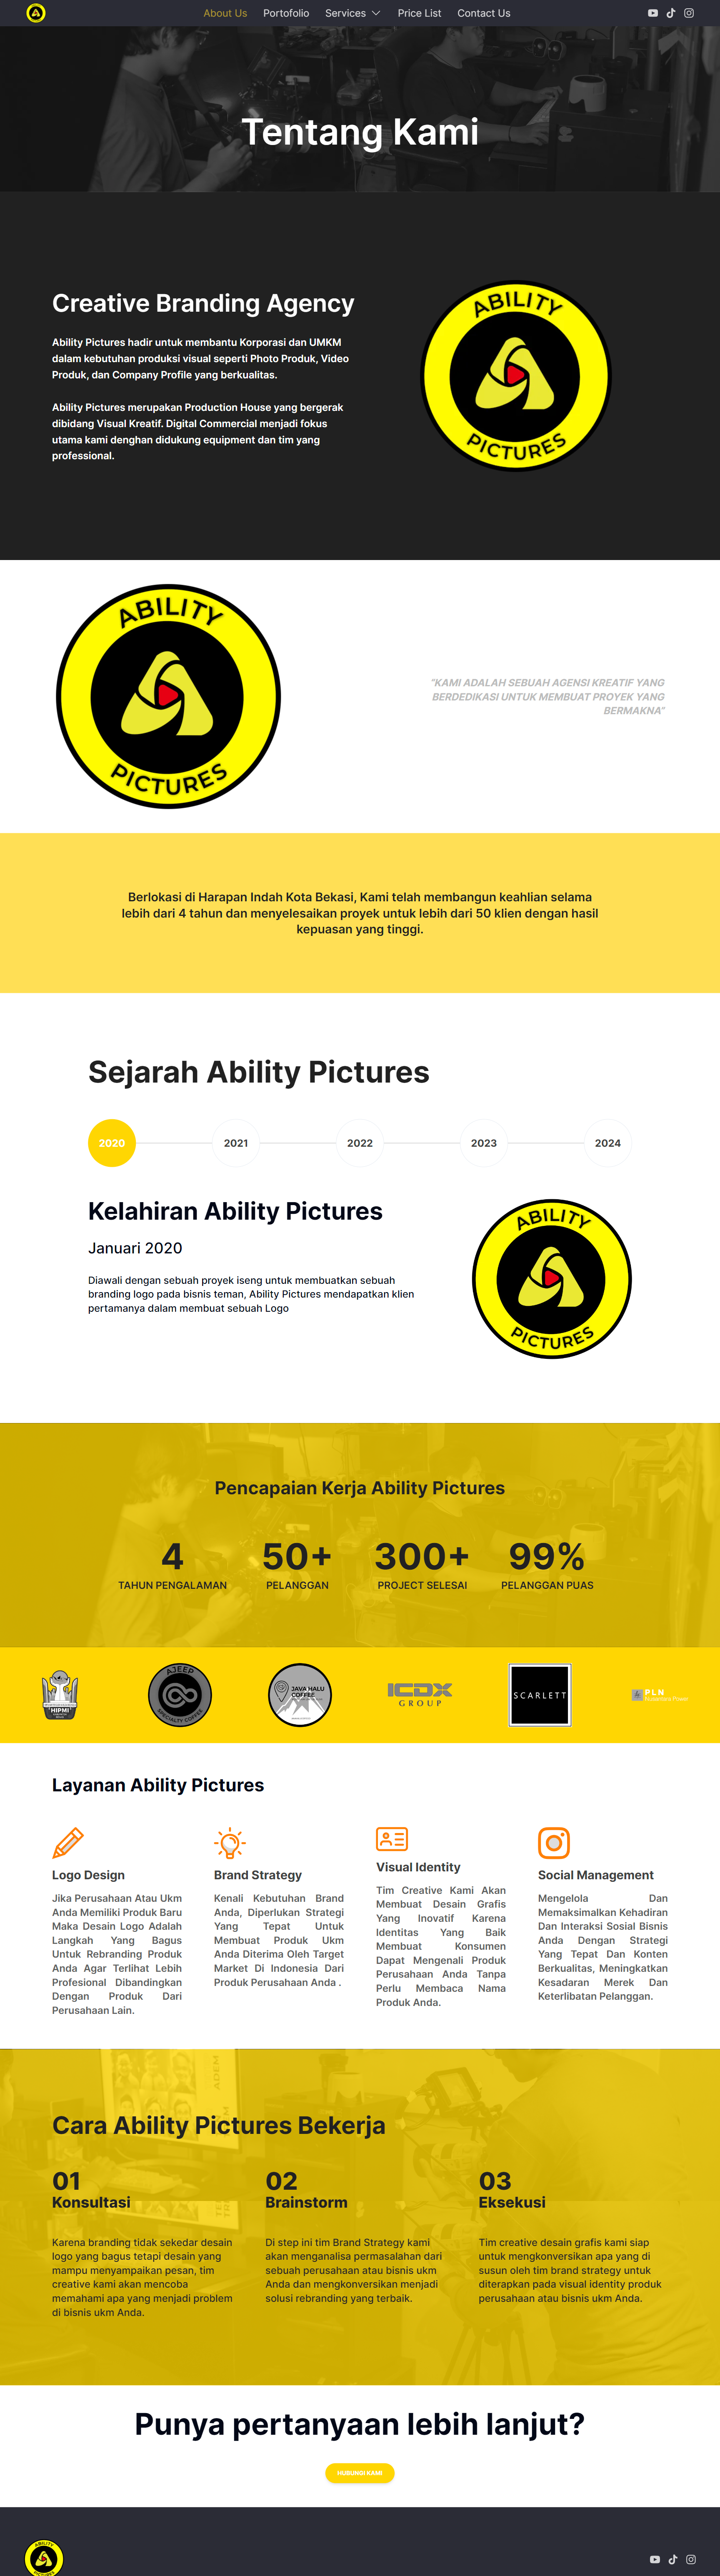 About Us Portofolio Services Price List Contact Us
Tentang Kami
Creative Branding Agency
Ability Pictures hadir untuk membantu Korporasi dan UMKM
dalam kebutuhan produksi visual seperti Photo Produk, Video
Produk, dan Company Profile yang berkualitas.
Ability Pictures merupakan Production House yang bergerak
dibidang Visual Kreatif. Digital Commercial menjadi fokus
utama kami denghan didukung equipment dan tim yang
professional.
ABILITY
PICTURES
ABILITY
PICTURES
"KAMI ADALAH SEBUAH AGENSI KREATIF YANG
BERDEDIKASI UNTUK MEMBUAT PROYEK YANG
BERMAKNA"
Berlokasi di Harapan Indah Kota Bekasi, Kami telah membangun keahlian selama
lebih dari 4 tahun dan menyelesaikan proyek untuk lebih dari 50 klien dengan hasil
kepuasan yang tinggi.
Sejarah Ability Pictures
2020 2021 2022 2023 2024
Kelahiran Ability Pictures
Januari 2020
Diawali dengan sebuah proyek iseng untuk membuatkan sebuah
branding logo pada bisnis teman, Ability Pictures mendapatkan klien
pertamanya dalam membuat sebuah Logo
ABILITY
PICTURES
Pencapaian Kerja Ability Pictures
4 50+ 300+ 99%
TAHUN PENGALAMAN PELANGGAN PROJECT SELESAI PELANGGAN PUAS
HIPMI
AJEEP
SPECIALTY COFFEE
JAVA HALU
COFFEE
ICDX
GROUP
SCARLETT
PLN
Nusantara Power
Layanan Ability Pictures
Logo Design
Jika Perusahaan Atau Ukm
Anda Memiliki Produk Baru
Maka Desain Logo Adalah
Langkah Yang Bagus
Untuk Rebranding Produk
Anda Agar Terlihat Lebih
Profesional Dibandingkan
Dengan Produk Dari
Perusahaan Lain.
Brand Strategy
Kenali Kebutuhan Brand
Anda, Diperlukan Strategi
Yang Tepat Untuk
Membuat Produk Ukm
Anda Diterima Oleh Target
Market Di Indonesia Dari
Produk Perusahaan Anda .
Visual Identity
Tim Creative Kami Akan
Membuat Desain Grafis
Yang Inovatif Karena
Identitas Yang Baik
Membuat Konsumen
Dapat Mengenali Produk
Perusahaan Anda Tanpa
Perlu Membaca Nama
Produk Anda.
Social Management
Mengelola Dan
Memaksimalkan Kehadiran
Dan Interaksi Sosial Bisnis
Anda Dengan Strategi
Yang Tepat Dan Konten
Berkualitas, Meningkatkan
Kesadaran Merek Dan
Keterlibatan Pelanggan.
Cara Ability Pictures Bekerja
01
Konsultasi
Karena branding tidak sekedar desain
logo yang bagus tetapi desain yang
mampu menyampaikan pesan, tim
creative kami akan mencoba
memahami apa yang menjadi problem
di bisnis ukm Anda.
02
Brainstorm
Di step ini tim Brand Strategy kami
akan menganalisa permasalahan dari
sebuah perusahaan atau bisnis ukm
Anda dan mengkonversikan menjadi
solusi rebranding yang terbaik.
03
Eksekusi
Tim creative desain grafis kami siap
untuk mengkonversikan apa yang di
susun oleh tim brand strategy untuk
diterapkan pada visual identity produk
perusahaan atau bisnis ukm Anda.
Punya pertanyaan lebih lanjut?
HUBUNGI KAMI
ABILITY